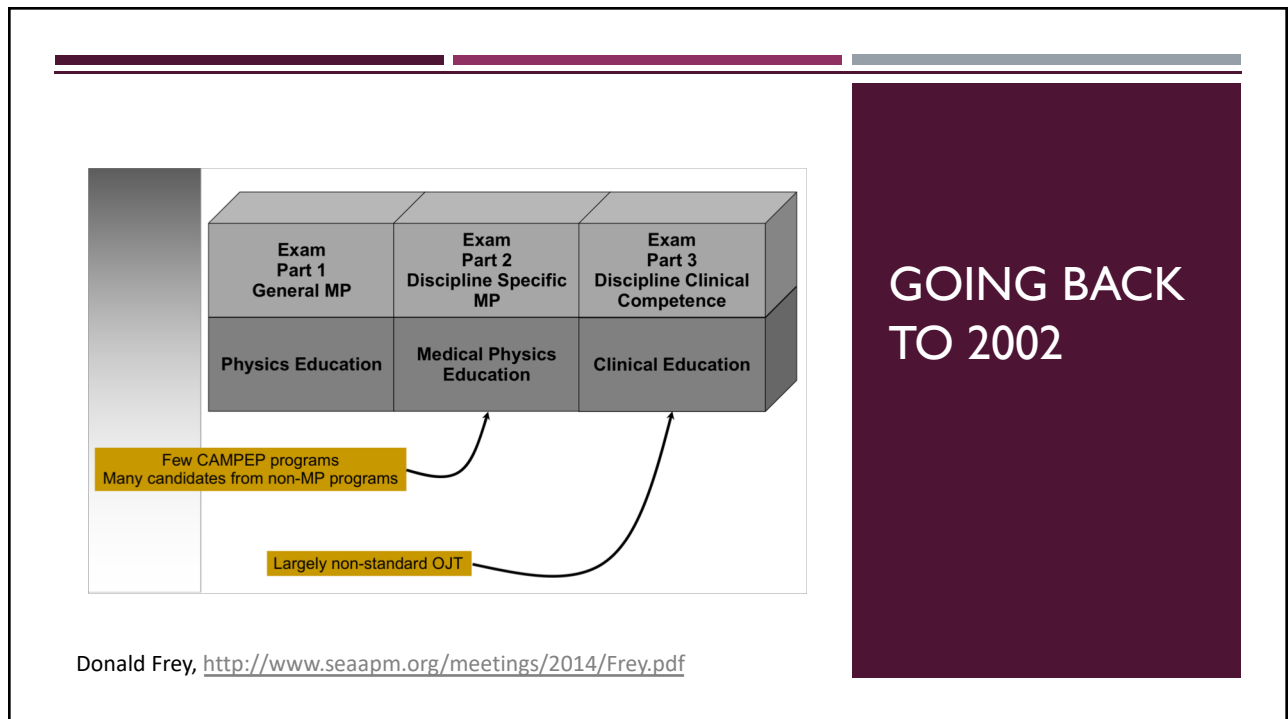 Exam
Part 1
General MP
Exam
Part 2
Discipline Specific
MP
Exam
Part 3
Discipline Clinical
Competence
Physics Education
Medical Physics
Education
Clinical Education
Few CAMPEP programs
Many candidates from non-MP programs
Largely non-standard OJT
Donald Frey, http://www.seaapm.org/meetings/2014/Frey.pdf
GOING BACK
TO 2002